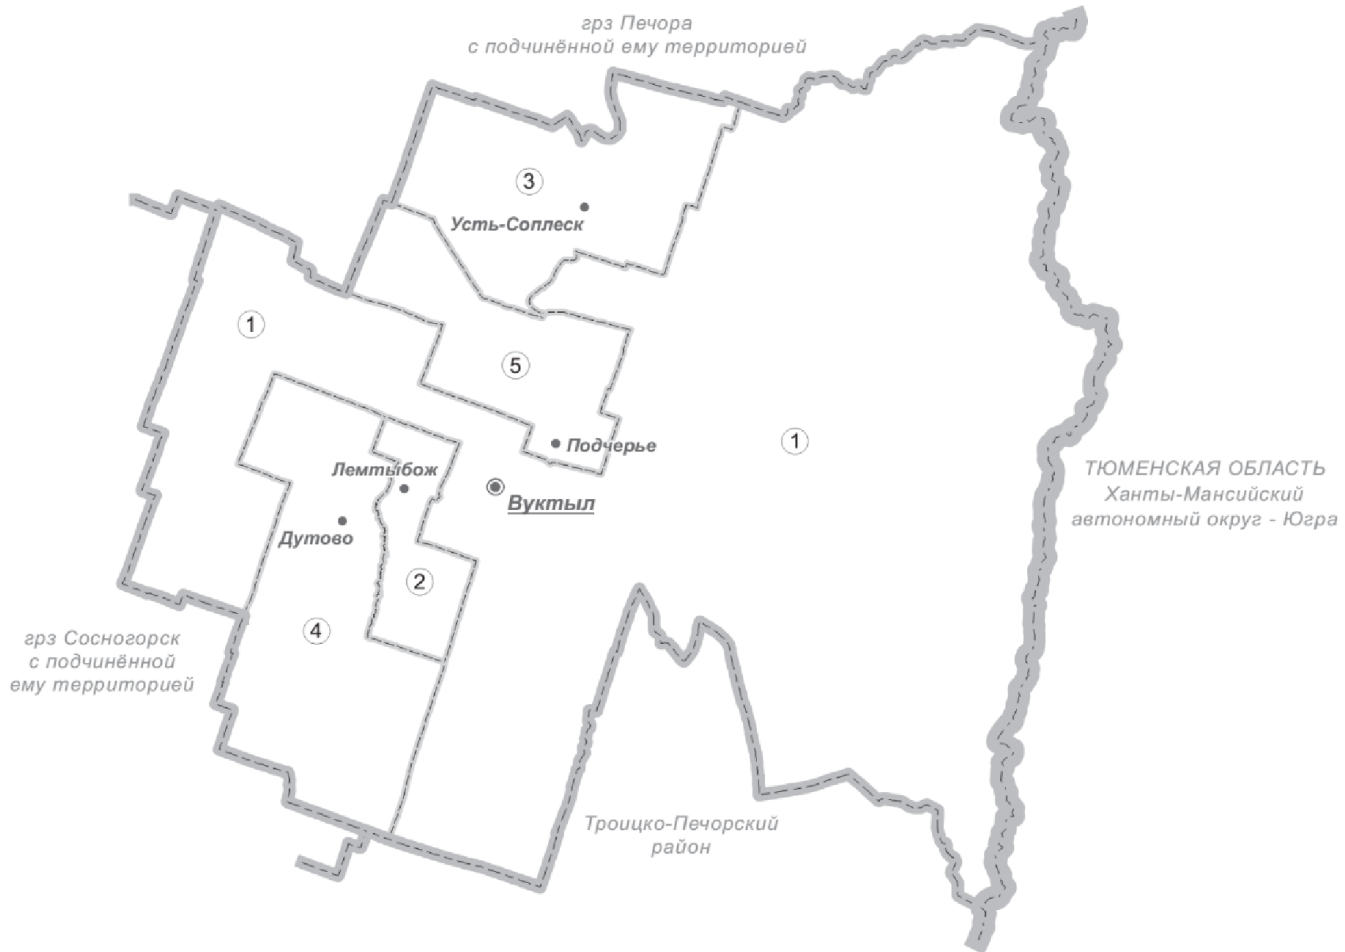 грз Печора
с подчинённой ему территорией
3
Усть-Соплеск
1
5
1
Подчерье
Лемтыбож
Вуктыл
ТЮМЕНСКАЯ ОБЛАСТЬ
Ханты-Мансийский
автономный округ - Югра
Дутово
2
4
грз Сосногорск
с подчинённой
ему территорией
Троицко-Печорский
район